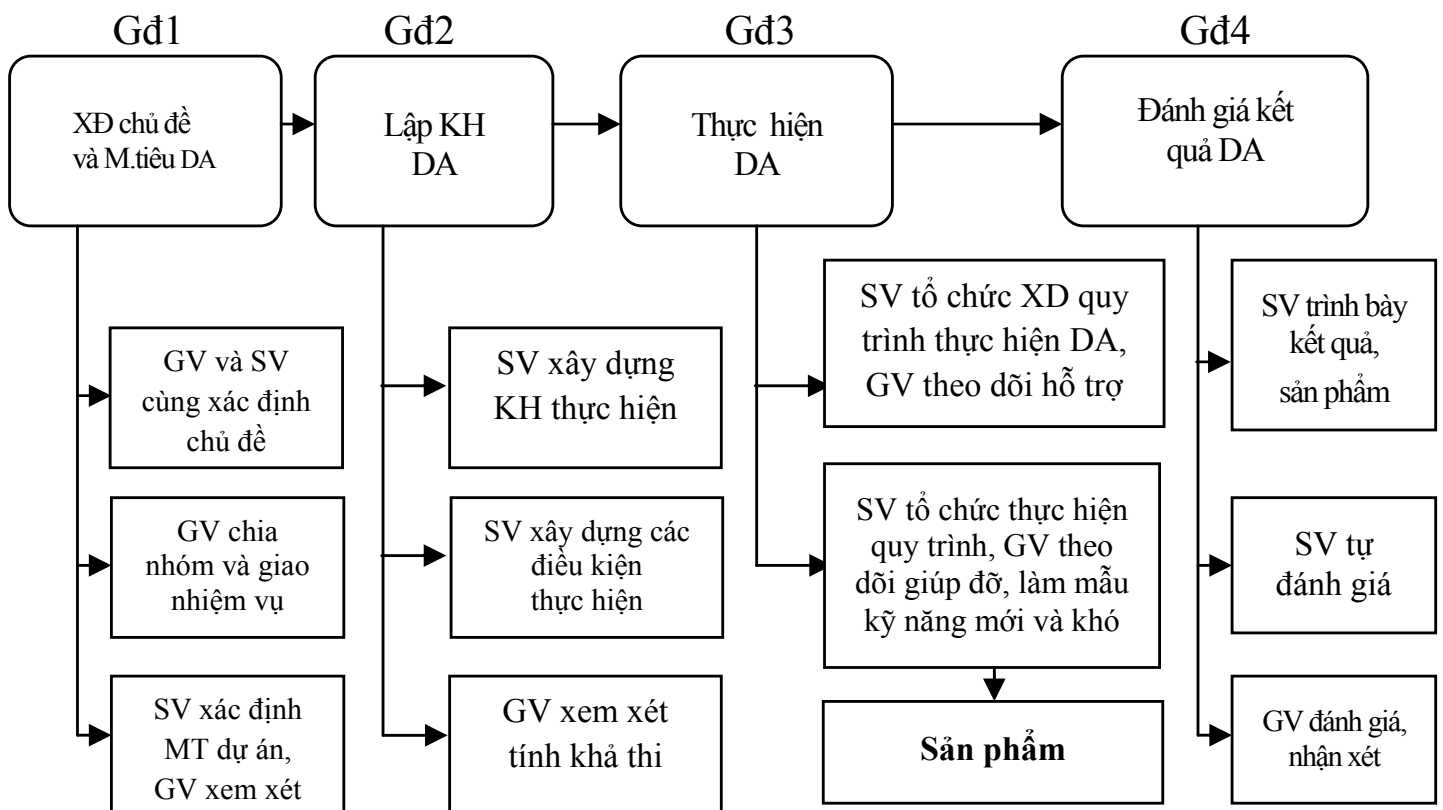 Gđ1
XĐ chủ đề
và M.tiêu DA
GV và SV
cùng xác định
chủ đề
GV chia
nhóm và giao
nhiệm vụ
SV xác định
MT dự án,
GV xem xét
Gđ2
Lập KH
DA
SV xây dựng
KH thực hiện
SV xây dựng các
điều kiện
thực hiện
GV xem xét
tính khả thi
Gđ3
Thực hiện
DA
SV tổ chức XD quy
trình thực hiện DA,
GV theo dõi hỗ trợ
SV tổ chức thực hiện
quy trình, GV theo
dõi giúp đỡ, làm mẫu
kỹ năng mới và khó
Sản phẩm
Gđ4
Đánh giá kết
quả DA
SV trình bày
kết quả,
sản phẩm
SV tự
đánh giá
GV đánh giá,
nhận xét